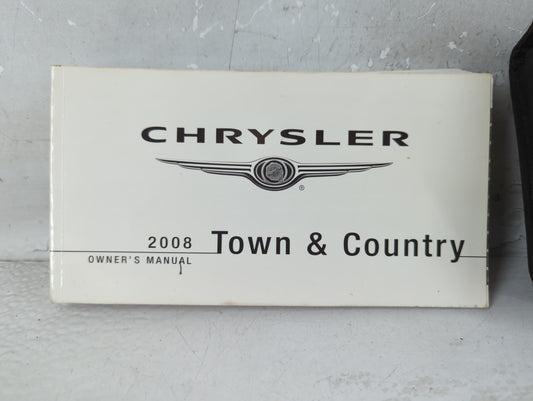 CHRYSLER
®
2008 Town & Country
OWNER'S MANUAL